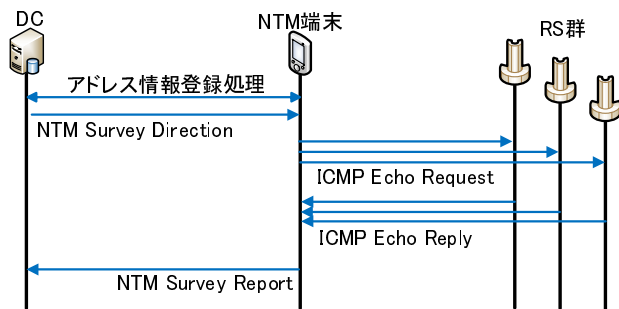 DC
NTM端末
RS群
アドレス情報登録処理
NTM Survey Direction
ICMP Echo Request
ICMP Echo Reply
NTM Survey Report